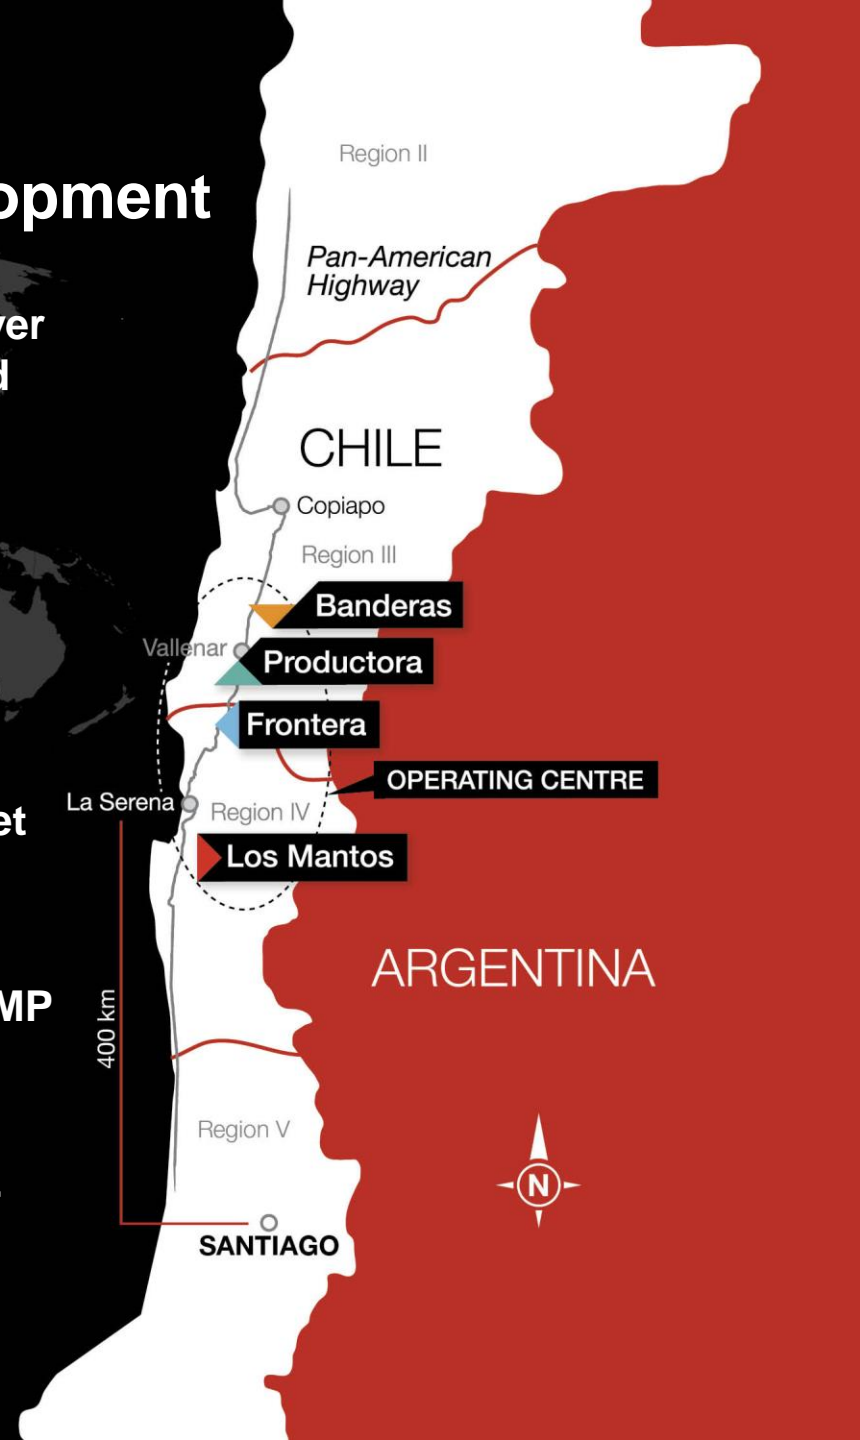 Region II
opment
Pan-American
Highway
yer
d
CHILE
Copiapo
Region III
Banderas
Vallenar
Productora
Frontera
OPERATING CENTRE
La Serena
Region IV
et
Los Mantos
ARGENTINA
MP
400 km
Region V
N
SANTIAGO